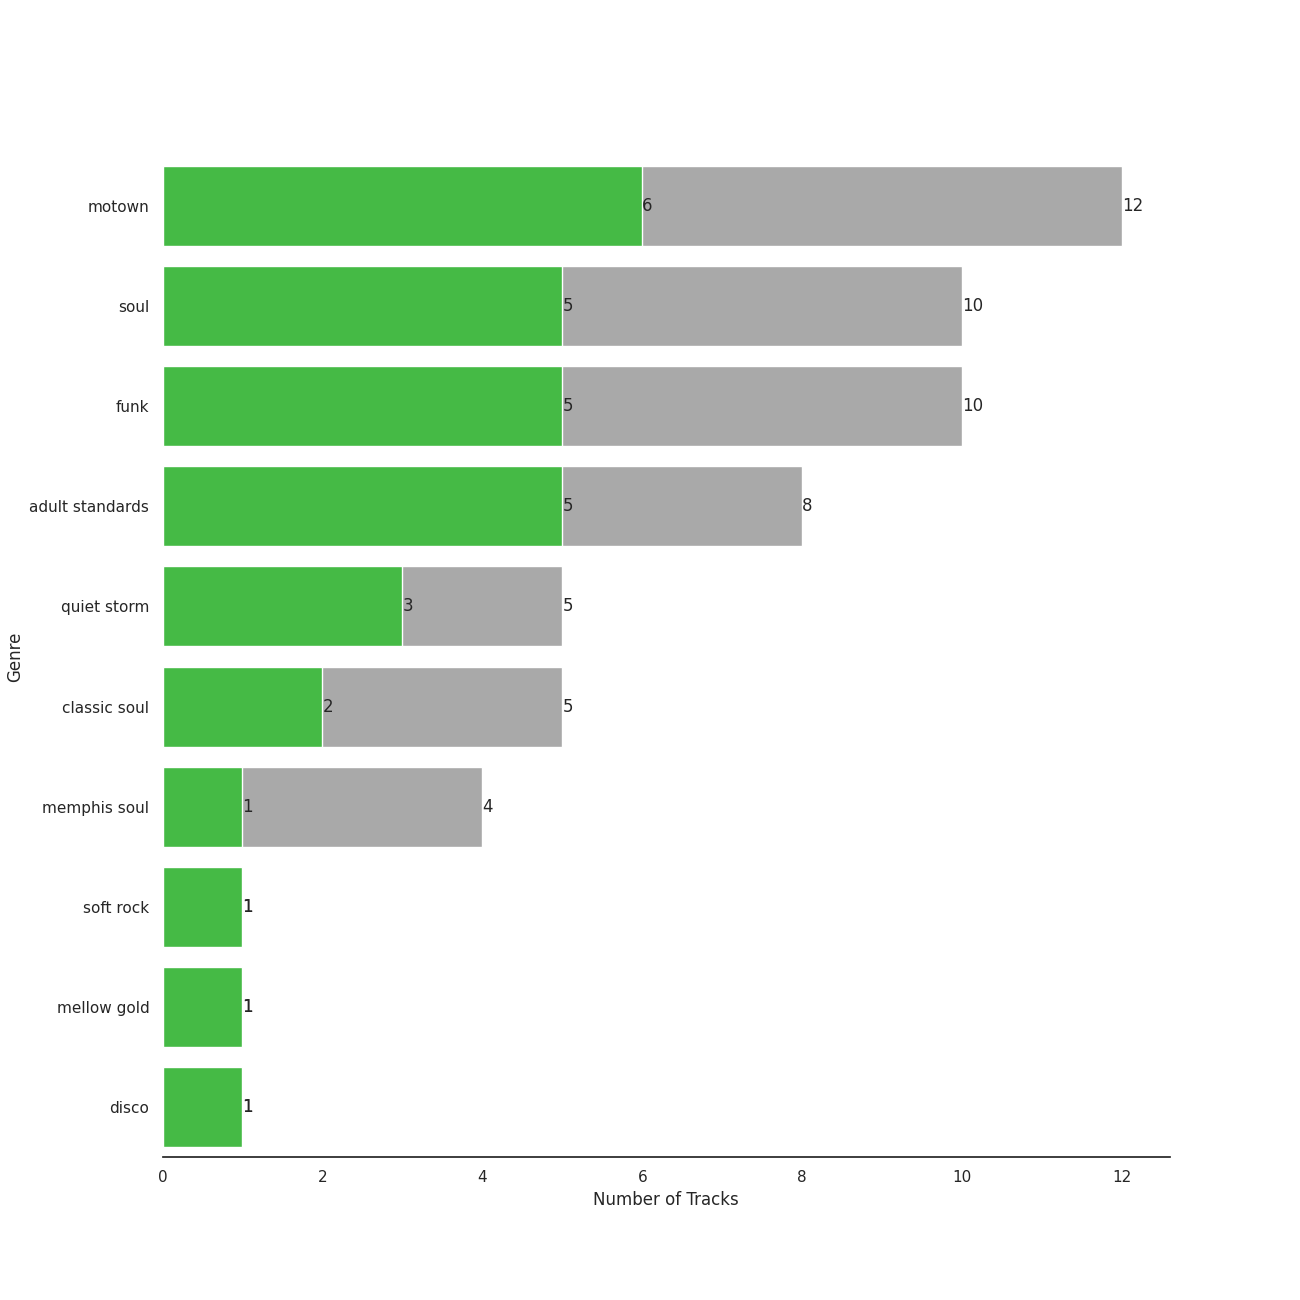 motown 6 12
soul 5 10
funk 5 10
adult standards 5 8
quiet storm 3 5
classic soul 2 5
memphis soul 1 4
soft rock 1
mellow gold 1
disco 1
0 2 4 6 8 10 12
Number of Tracks
Genre